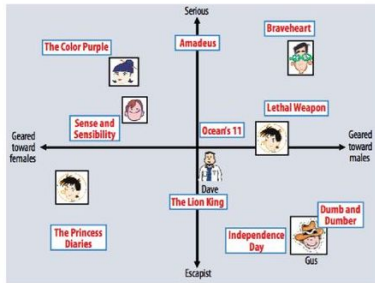 Serious
Braveheart
The Color Purple
Amadeus
Lethal Weapon
Sense and
Sensibility
Ocean's 11
Geared
toward
females
Geared
toward
males
Dave
The Lion King
Dumb and
Dumber
The Princess
Diaries
Independence
Day
Gus
Escapist